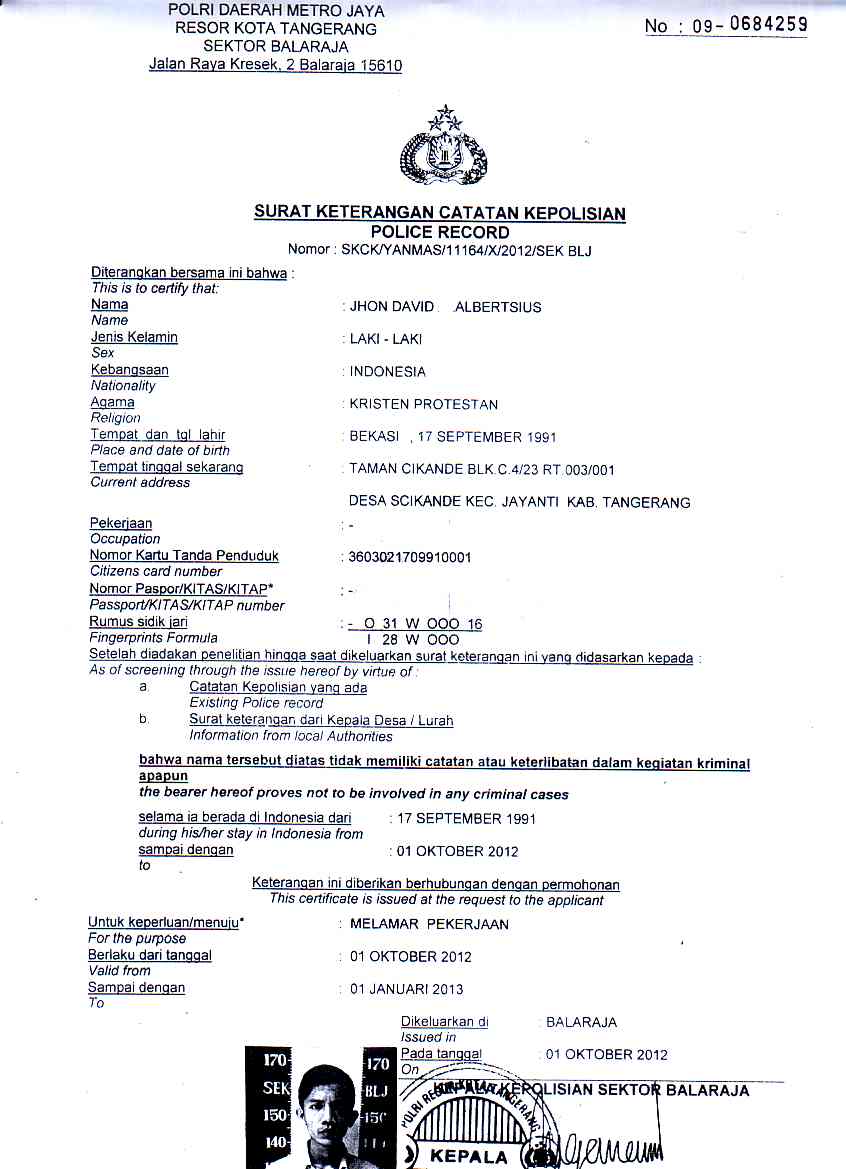 POLRI DAERAH METRO JAYA
RESOR KOTA TANGERANG
SEKTOR BALARAJA
Jalan Raya Kresek, 2 Balaraja 15610
No : 09-0684259
SURAT KETERANGAN CATATAN KEPOLISIAN
POLICE RECORD
Nomor : SKCK/YANMAS/11164/X/2012/SEK BLJ
Diterangkan bersama ini bahwa :
This is to certify that:
Nama : JHON DAVID ALBERTSIUS
Name
Jenis Kelamin : LAKI - LAKI
Sex
Kebangsaan : INDONESIA
Nationality
Agama : KRISTEN PROTESTAN
Religion
Tempat dan tgl lahir : BEKASI , 17 SEPTEMBER 1991
Place and date of birth
Tempat tinggal sekarang : TAMAN CIKANDE BLK.C.4/23 RT.003/001
Current address
DESA SCIKANDE KEC. JAYANTI KAB. TANGERANG
Pekerjaan : -
Occupation
Nomor Kartu Tanda Penduduk : 3603021709910001
Citizens card number
Nomor Paspor/KITAS/KITAP* : -
Passport/KITAS/KITAP number
Rumus sidik jari : - O 31 W OOO 16
Fingerprints Formula I 28 W OOO
Setelah diadakan penelitian hingga saat dikeluarkan surat keterangan ini yang didasarkan kepada :
As of screening through the issue hereof by virtue of :
a. Catatan Kepolisian yang ada
Existing Police record
b. Surat keterangan dari Kepala Desa / Lurah
Information from local Authorities
bahwa nama tersebut diatas tidak memiliki catatan atau keterlibatan dalam kegiatan kriminal
apapun
the bearer hereof proves not to be involved in any criminal cases
selama ia berada di Indonesia dari : 17 SEPTEMBER 1991
during his/her stay in Indonesia from
sampai dengan : 01 OKTOBER 2012
to
Keterangan ini diberikan berhubungan dengan permohonan
This certificate is issued at the request to the applicant
Untuk keperluan/menuju* : MELAMAR PEKERJAAN
For the purpose
Berlaku dari tanggal : 01 OKTOBER 2012
Valid from
Sampai dengan : 01 JANUARI 2013
To
Dikeluarkan di : BALARAJA
Issued in
Pada tanggal : 01 OKTOBER 2012
On
KEPOLISIAN SEKTOR BALARAJA
170 170
SEK BLJ
150 150
140
POLRI RESOR TANGERANG
KEPALA